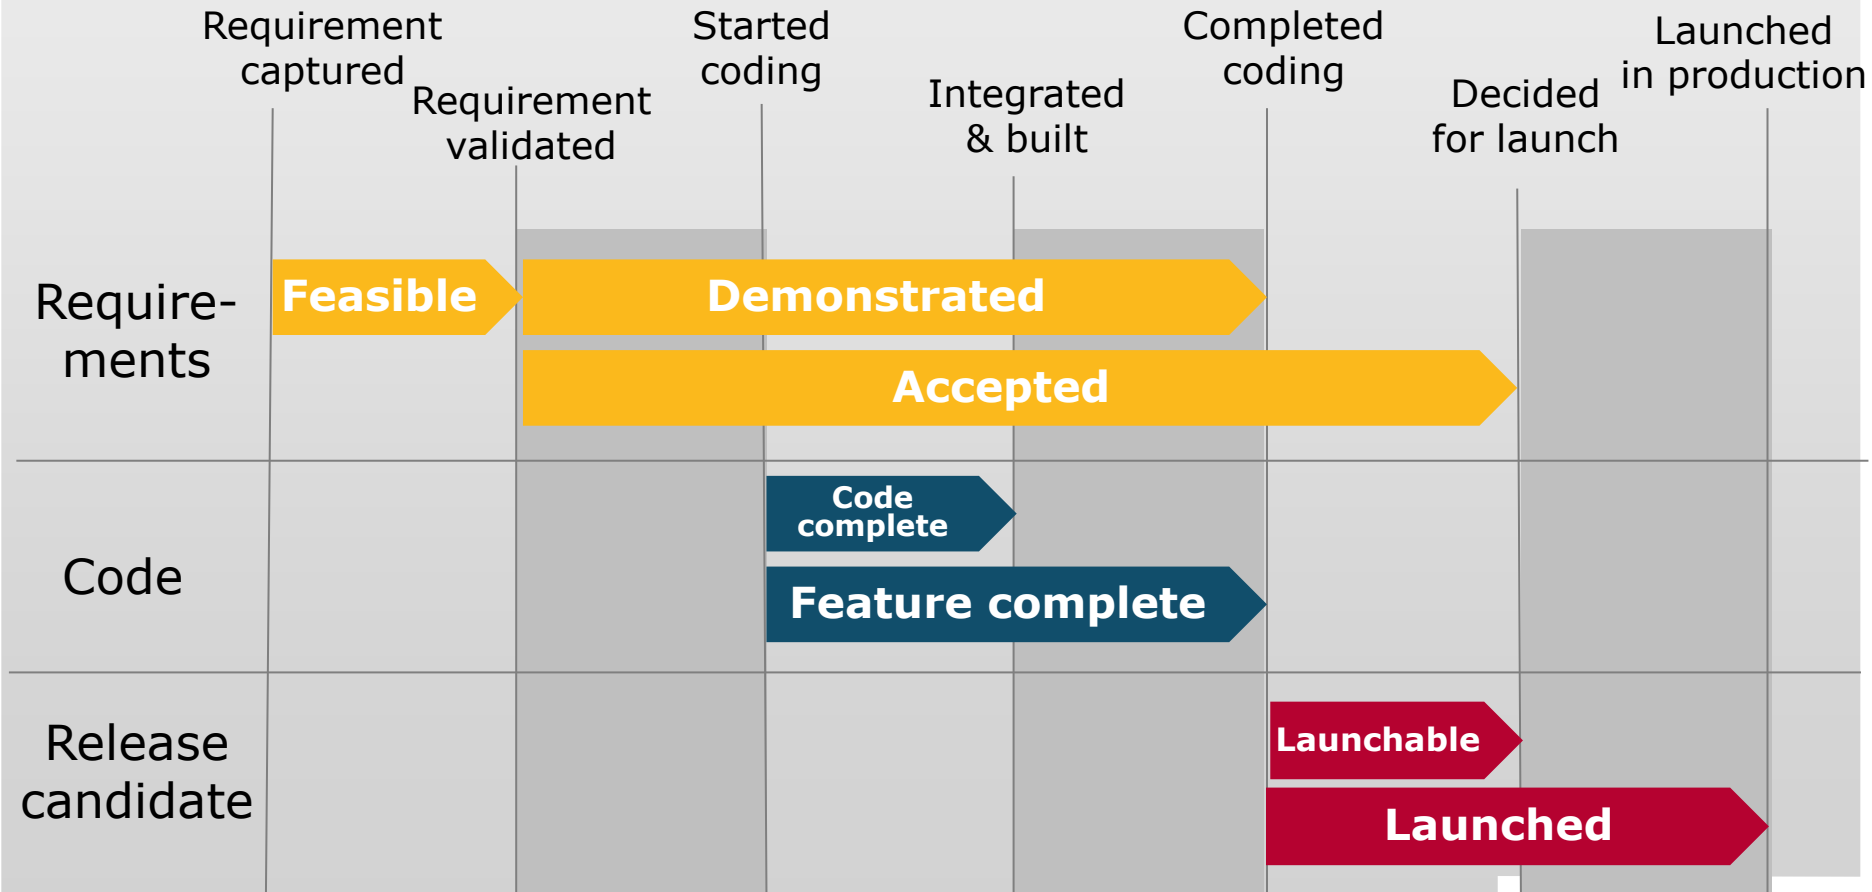 Requirement
captured
Requirement
validated
Started
coding
Integrated
& built
Completed
coding
Decided
for launch
Launched
in production
Require-
ments
Feasible
Demonstrated
Accepted
Code
Code
complete
Feature complete
Release
candidate
Launchable
Launched